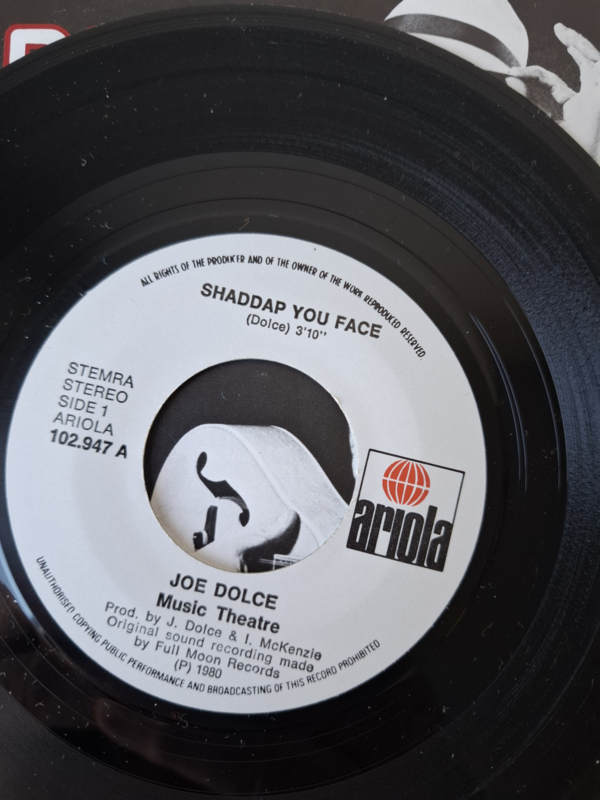 ALL RIGHTS OF THE PRODUCER AND OF THE OWNER OF THE WORK REPRODUCED RESERVED.
SHADDAP YOU FACE
(Dolce) 3'10"
STEMRA
STEREO
SIDE 1
ARIOLA
102.947 A
ariola
JOE DOLCE
Music Theatre
Prod. by J. Dolce & I. McKenzie
Original sound recording made
by Full Moon Records
(P) 1980
UNAUTHORISED COPYING PUBLIC PERFORMANCE AND BROADCASTING OF THIS RECORD PROHIBITED